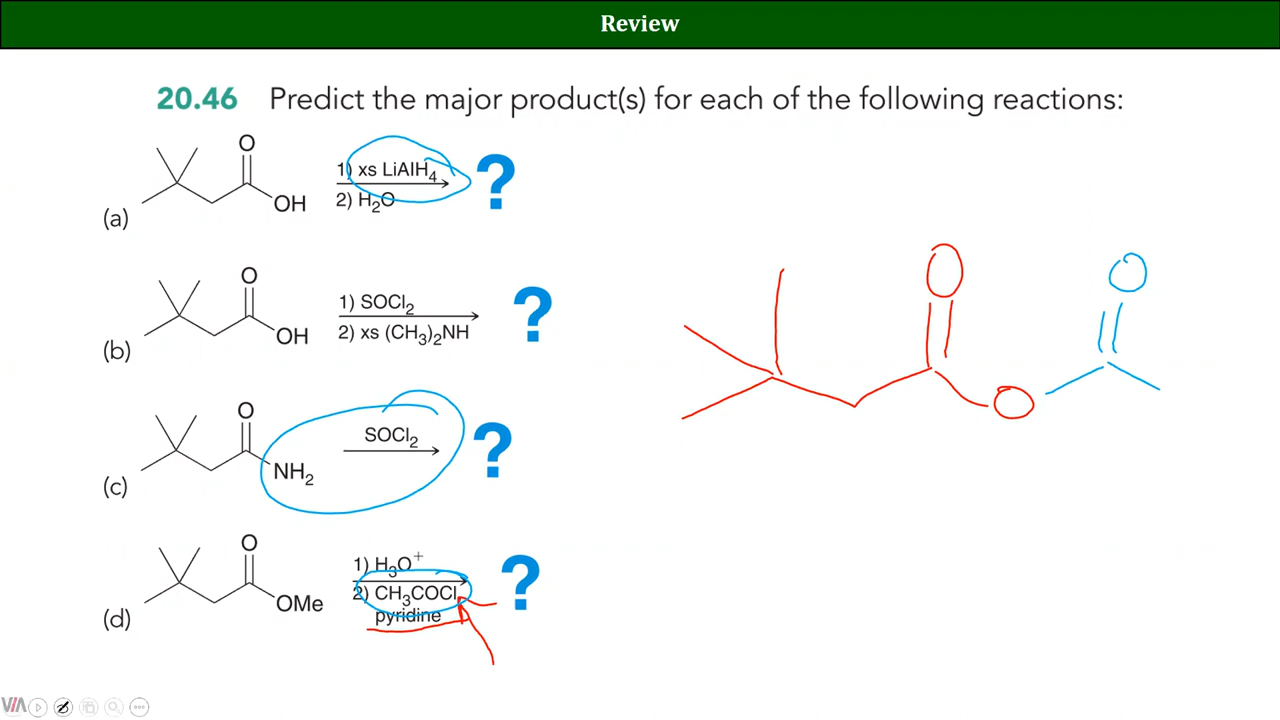 Review
20.46 Predict the major product(s) for each of the following reactions:
(a) O OH 1) xs LiAlH4 2) H2O ?
(b) O OH 1) SOCl2 2) xs (CH3)2NH ?
(c) O NH2 SOCl2 ?
(d) O OMe 1) H3O+ 2) CH3COCl pyridine ?
O O
O
VIA